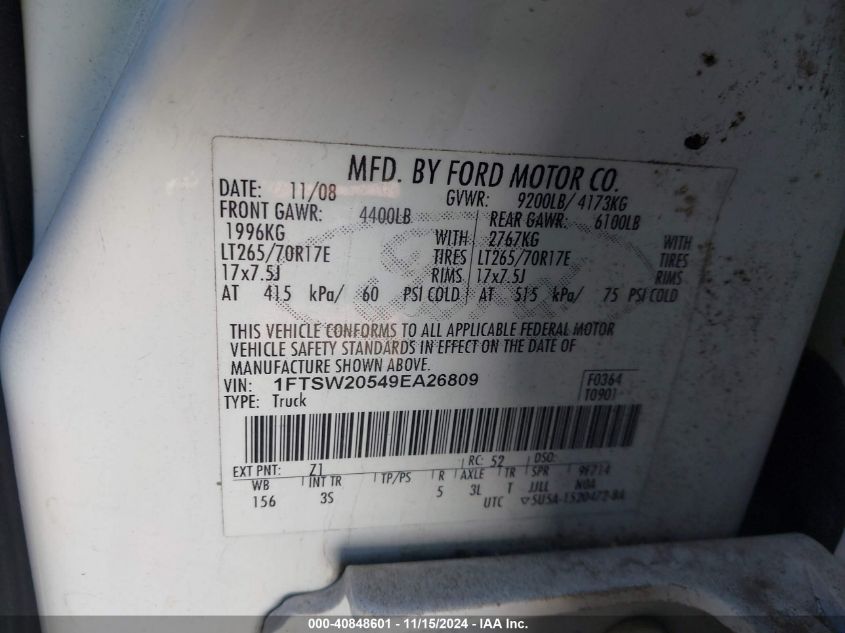 MFD. BY FORD MOTOR CO.
DATE: 11/08 GVWR: 9200LB/ 4173KG
FRONT GAWR: 4400LB REAR GAWR: 6100LB
1996KG WITH 2767KG WITH
LT265/70R17E TIRES LT265/70R17E TIRES
17x7.5J RIMS 17x7.5J RIMS
AT 415 kPa/ 60 PSI COLD AT 515 kPa/ 75 PSI COLD
THIS VEHICLE CONFORMS TO ALL APPLICABLE FEDERAL MOTOR
VEHICLE SAFETY STANDARDS IN EFFECT ON THE DATE OF
MANUFACTURE SHOWN ABOVE.
VIN: 1FTSW20549EA26809 F0364
TYPE: Truck T0901
EXT PNT: Z1 RC: 52 DSO:
WB INT TR TP/PS R AXLE TR SPR
156 3S 5 3L T JJLL
UTC
000-40848601 - 11/15/2024 - IAA Inc.